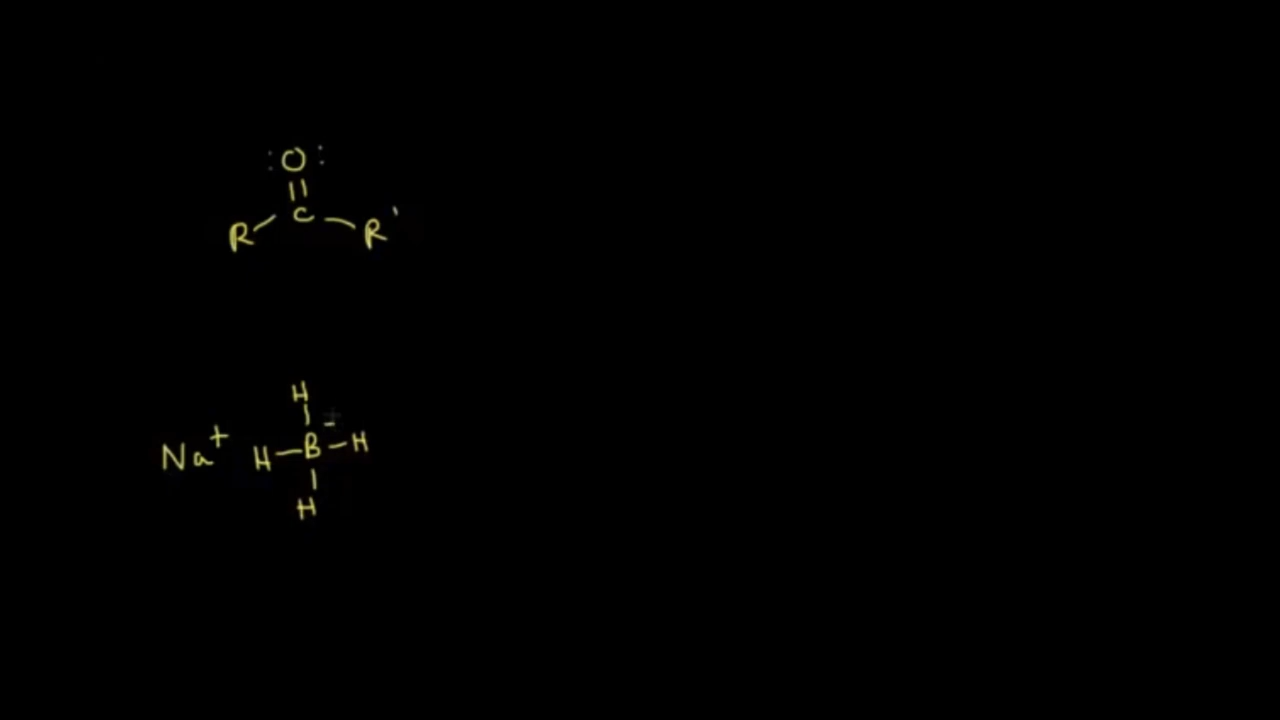 :O:
||
C
R R'
H
Na+ H-B-H
-
H